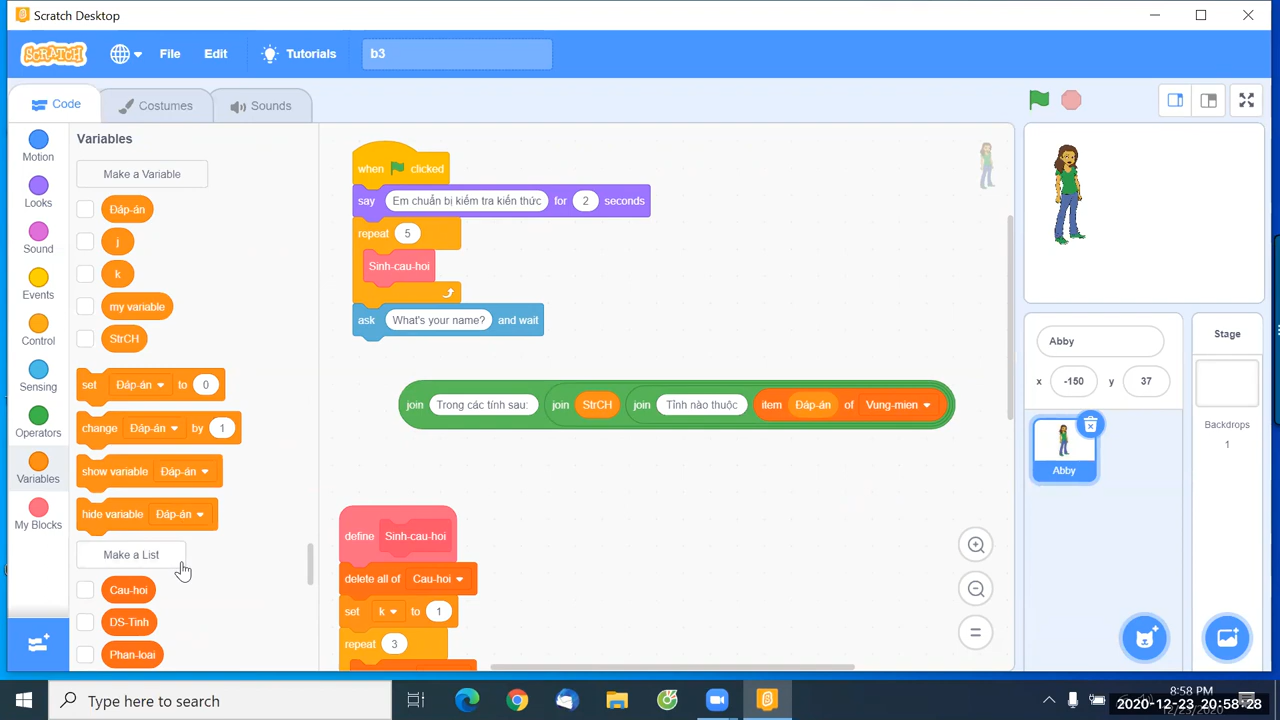 Scratch Desktop
SCRATCH
File
Edit
Tutorials
b3
Code
Costumes
Sounds
Motion
Looks
Sound
Events
Control
Sensing
Operators
Variables
My Blocks
Variables
Make a Variable
Đáp-án
j
k
my variable
StrCH
set Đáp-án to 0
change Đáp-án by 1
show variable Đáp-án
hide variable Đáp-án
Make a List
Cau-hoi
DS-Tinh
Phan-loai
when clicked
say Em chuẩn bị kiểm tra kiến thức for 2 seconds
repeat 5
Sinh-cau-hoi
ask What's your name? and wait
join Trong các tính sau: join StrCH join Tỉnh nào thuộc item Đáp-án of Vung-mien
define Sinh-cau-hoi
delete all of Cau-hoi
set k to 1
repeat 3
Abby
x -150 y 37
Abby
Stage
Backdrops
1
Type here to search
8:58 PM
2020-12-23 20:58:28